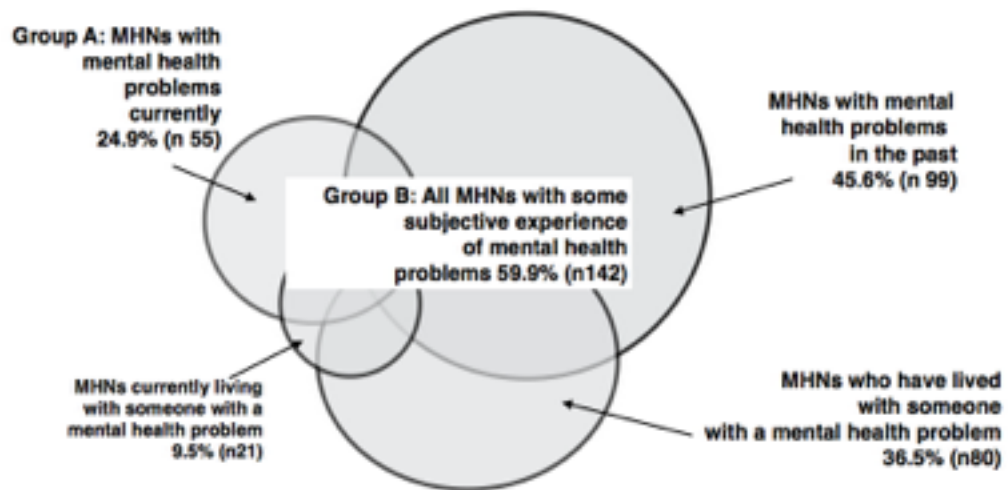 Group A: MHNs with
mental health
problems
currently
24.9% (n 55)
MHNs with mental
health problems
in the past
45.6% (n 99)
Group B: All MHNs with some
subjective experience
of mental health
problems 59.9% (n142)
MHNs currently living
with someone with a
mental health problem
9.5% (n21)
MHNs who have lived
with someone
with a mental health problem
36.5% (n80)